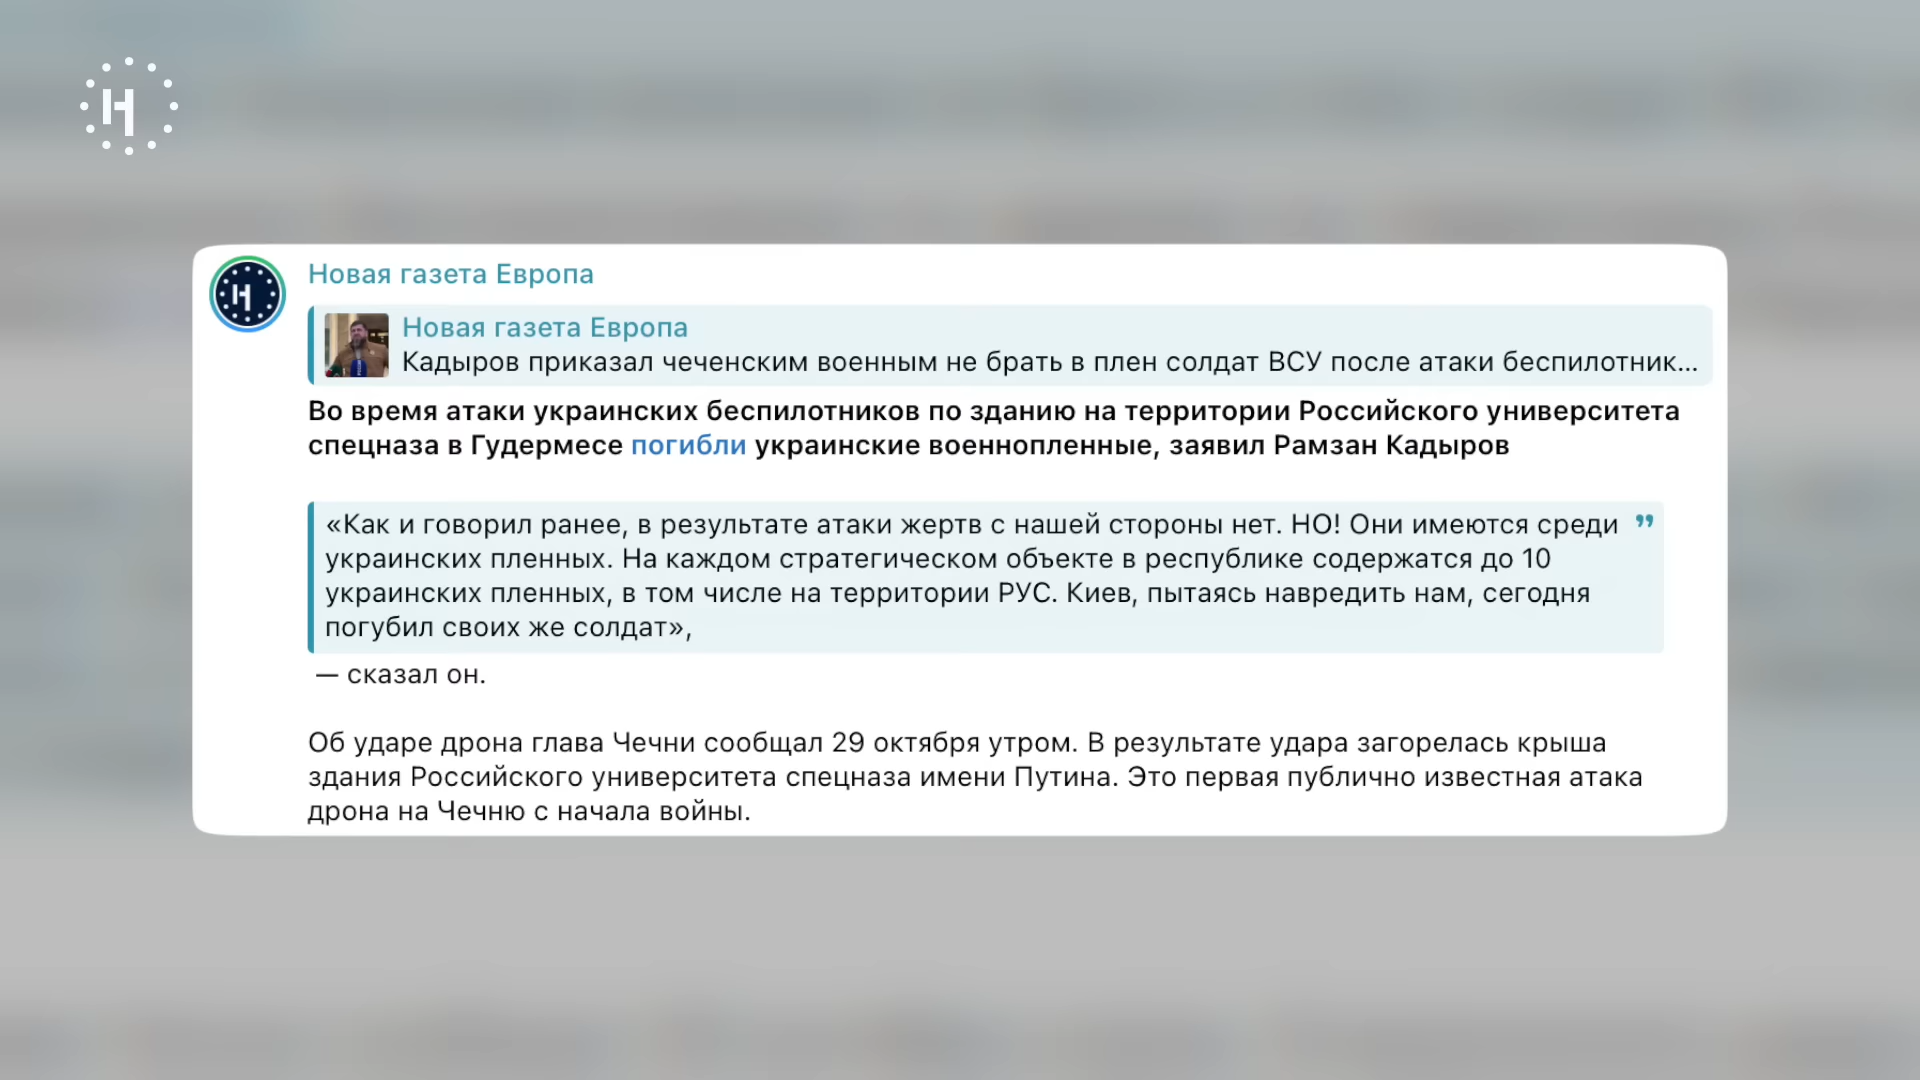 Новая газета Европа
Новая газета Европа
Кадыров приказал чеченским военным не брать в плен солдат ВСУ после атаки беспилотник...
Во время атаки украинских беспилотников по зданию на территории Российского университета
спецназа в Гудермесе погибли украинские военнопленные, заявил Рамзан Кадыров
«Как и говорил ранее, в результате атаки жертв с нашей стороны нет. НО! Они имеются среди
украинских пленных. На каждом стратегическом объекте в республике содержатся до 10
украинских пленных, в том числе на территории РУС. Киев, пытаясь навредить нам, сегодня
погубил своих же солдат»,
— сказал он.
Об ударе дрона глава Чечни сообщал 29 октября утром. В результате удара загорелась крыша
здания Российского университета спецназа имени Путина. Это первая публично известная атака
дрона на Чечню с начала войны.